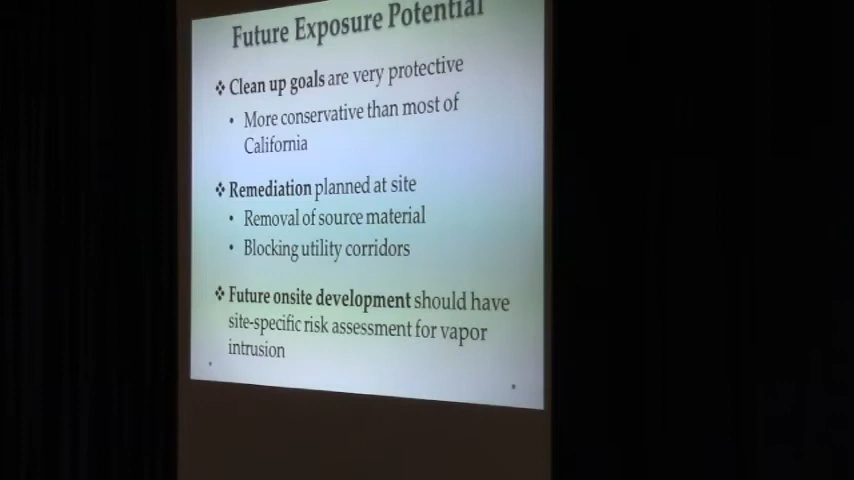 Future Exposure Potential
❖ Clean up goals are very protective
• More conservative than most of
California
❖ Remediation planned at site
• Removal of source material
• Blocking utility corridors
❖ Future onsite development should have
site-specific risk assessment for vapor
intrusion